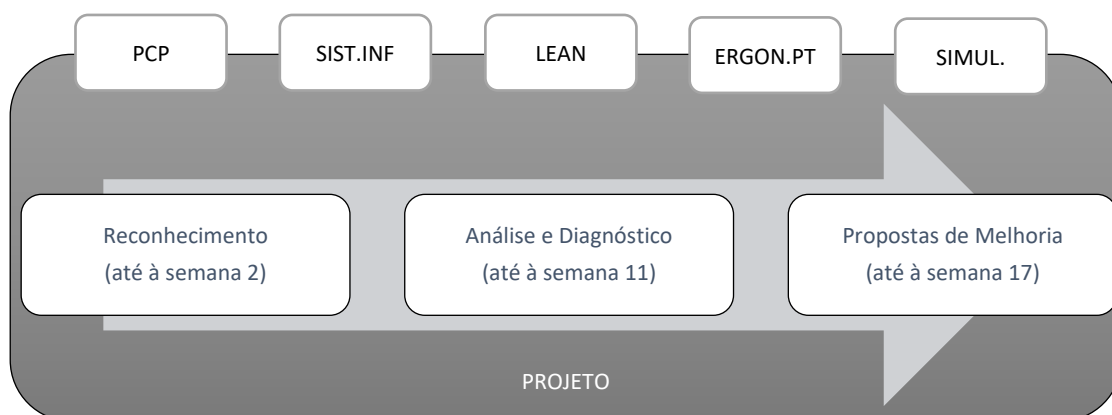 PCP
SIST.INF
LEAN
ERGON.PT
SIMUL.
Reconhecimento
(até à semana 2)
Análise e Diagnóstico
(até à semana 11)
Propostas de Melhoria
(até à semana 17)
PROJETO